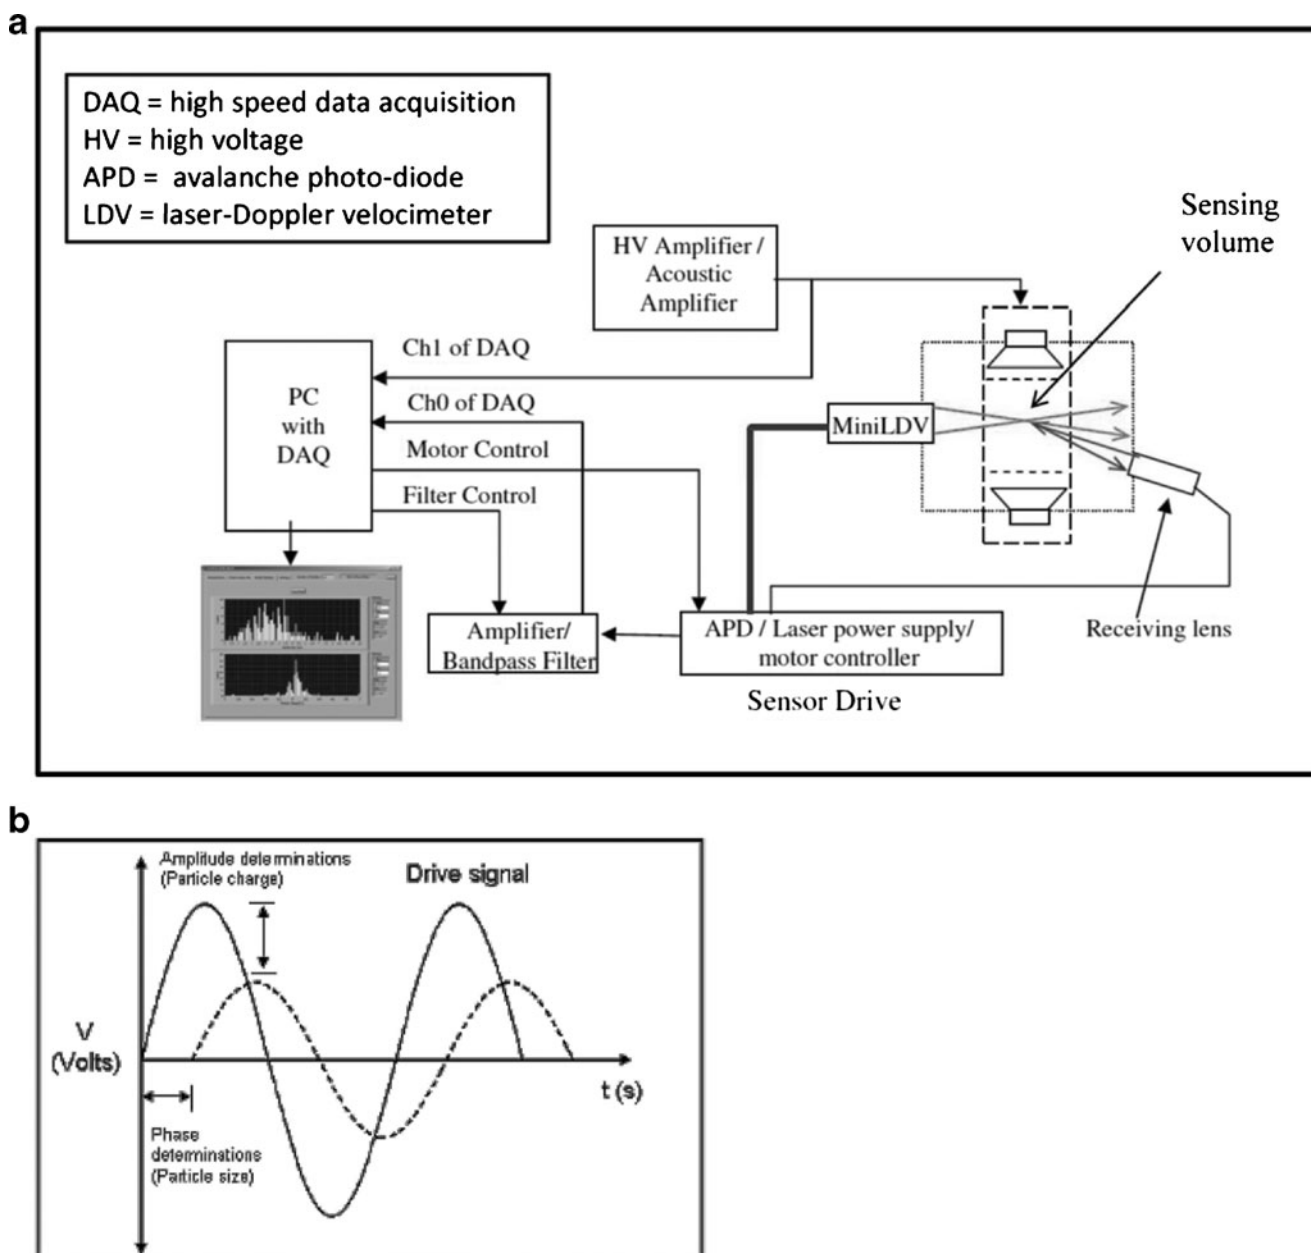 a
DAQ = high speed data acquisition
HV = high voltage
APD = avalanche photo-diode
LDV = laser-Doppler velocimeter
Sensing
volume
HV Amplifier /
Acoustic
Amplifier
Ch1 of DAQ
PC
with
DAQ
Ch0 of DAQ
MiniLDV
Motor Control
Filter Control
Amplifier/
Bandpass Filter
APD / Laser power supply/
motor controller
Receiving lens
Sensor Drive
b
Amplitude determinations
(Particle charge)
Drive signal
V
(Volts)
t (s)
Phase
determinations
(Particle size)